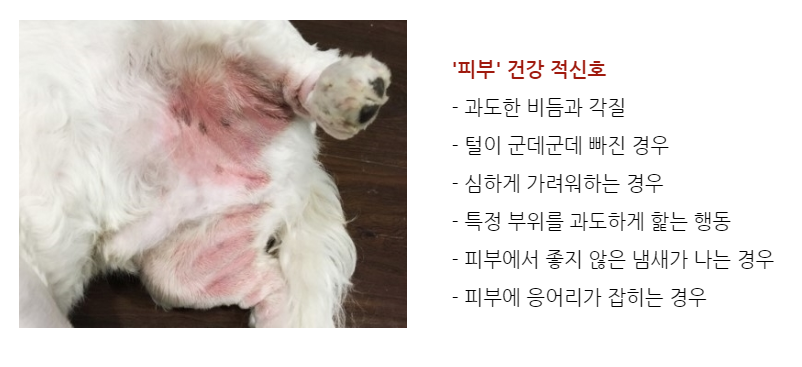 '피부' 건강 적신호
- 과도한 비듬과 각질
- 털이 군데군데 빠진 경우
- 심하게 가려워하는 경우
- 특정 부위를 과도하게 핥는 행동
- 피부에서 좋지 않은 냄새가 나는 경우
- 피부에 응어리가 잡히는 경우